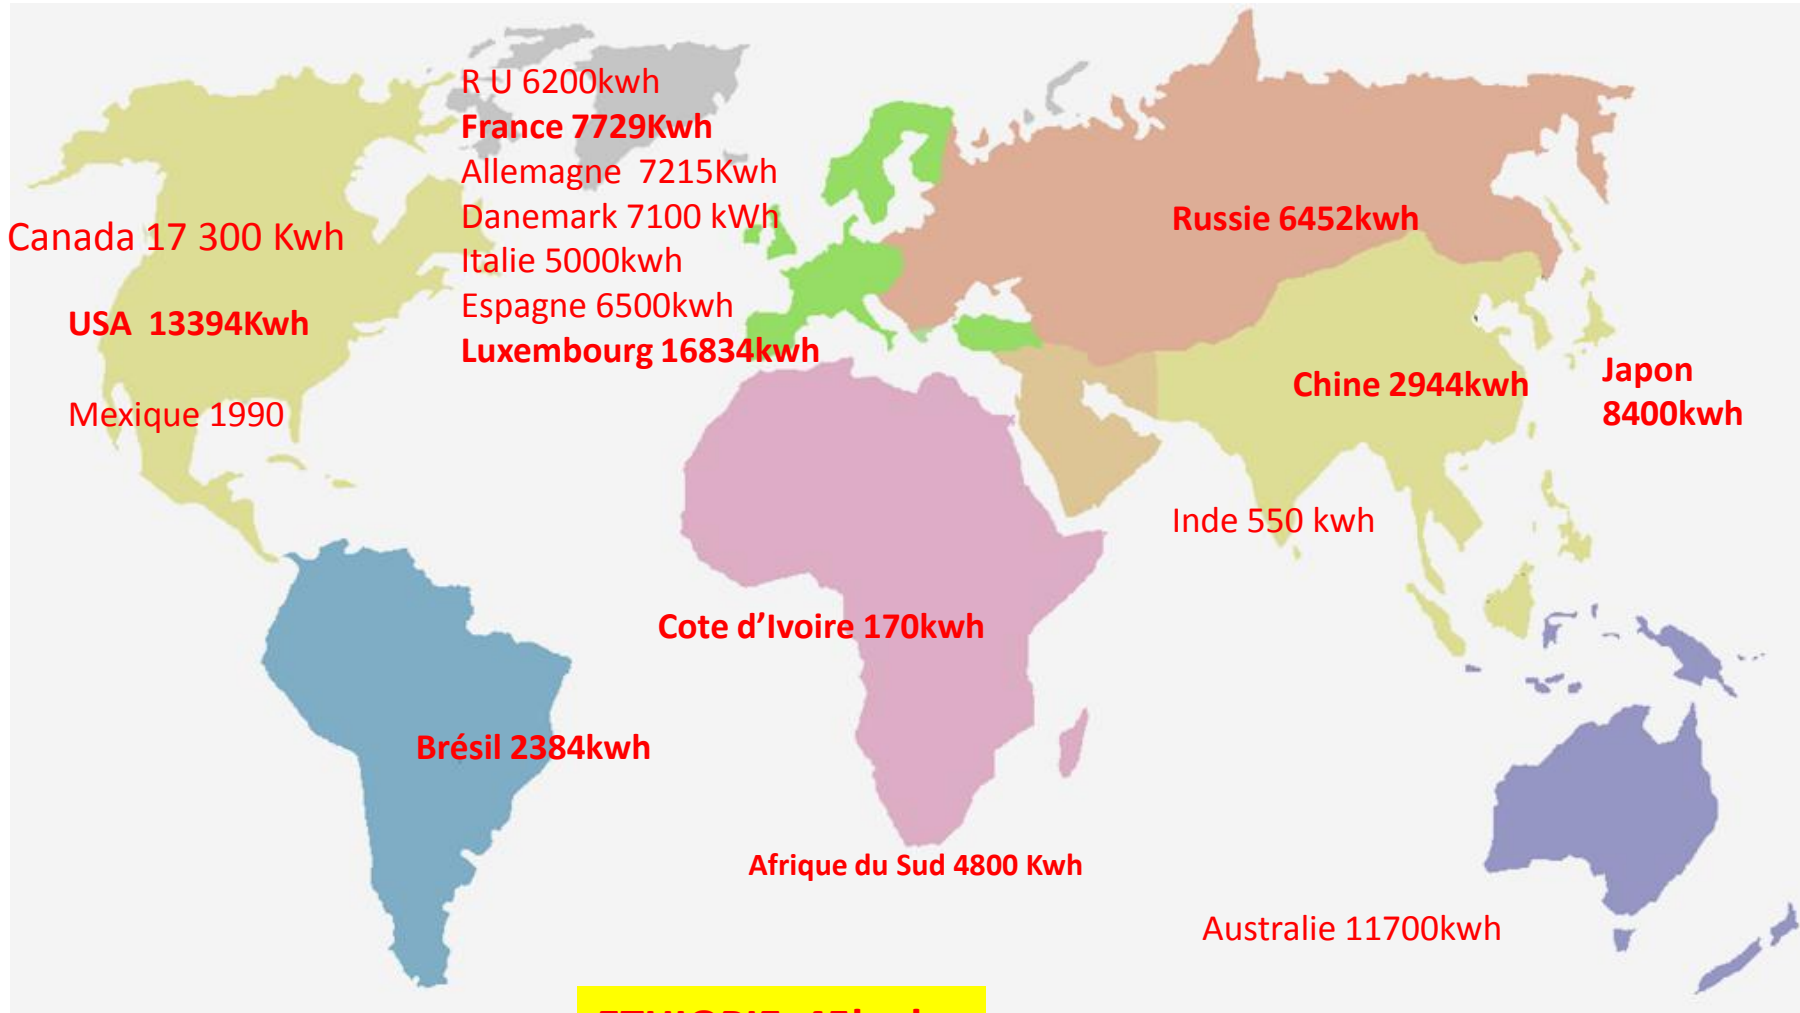 R U 6200kwh
France 7729Kwh
Allemagne 7215Kwh
Danemark 7100 kWh
Italie 5000kwh
Espagne 6500kwh
Luxembourg 16834kwh
Canada 17 300 Kwh
USA 13394Kwh
Mexique 1990
Russie 6452kwh
Chine 2944kwh
Japon
8400kwh
Inde 550 kwh
Cote d’Ivoire 170kwh
Brésil 2384kwh
Afrique du Sud 4800 Kwh
Australie 11700kwh